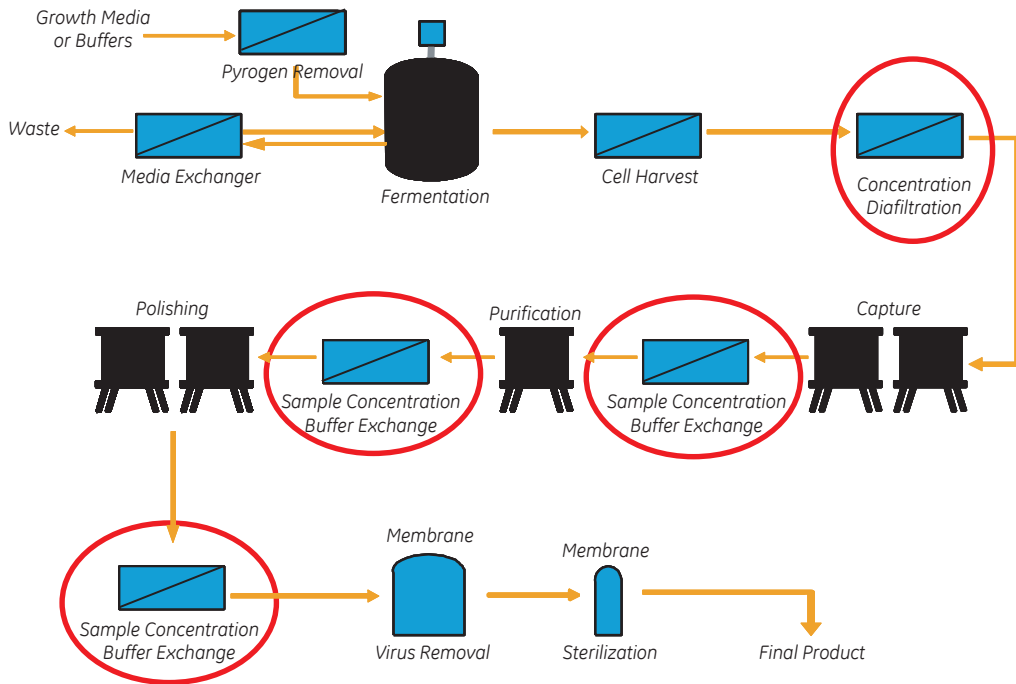 Growth Media
or Buffers
Pyrogen Removal
Waste
Media Exchanger
Fermentation
Cell Harvest
Concentration
Diafiltration
Polishing
Purification
Capture
Sample Concentration
Buffer Exchange
Sample Concentration
Buffer Exchange
Membrane
Membrane
Sample Concentration
Buffer Exchange
Virus Removal
Sterilization
Final Product